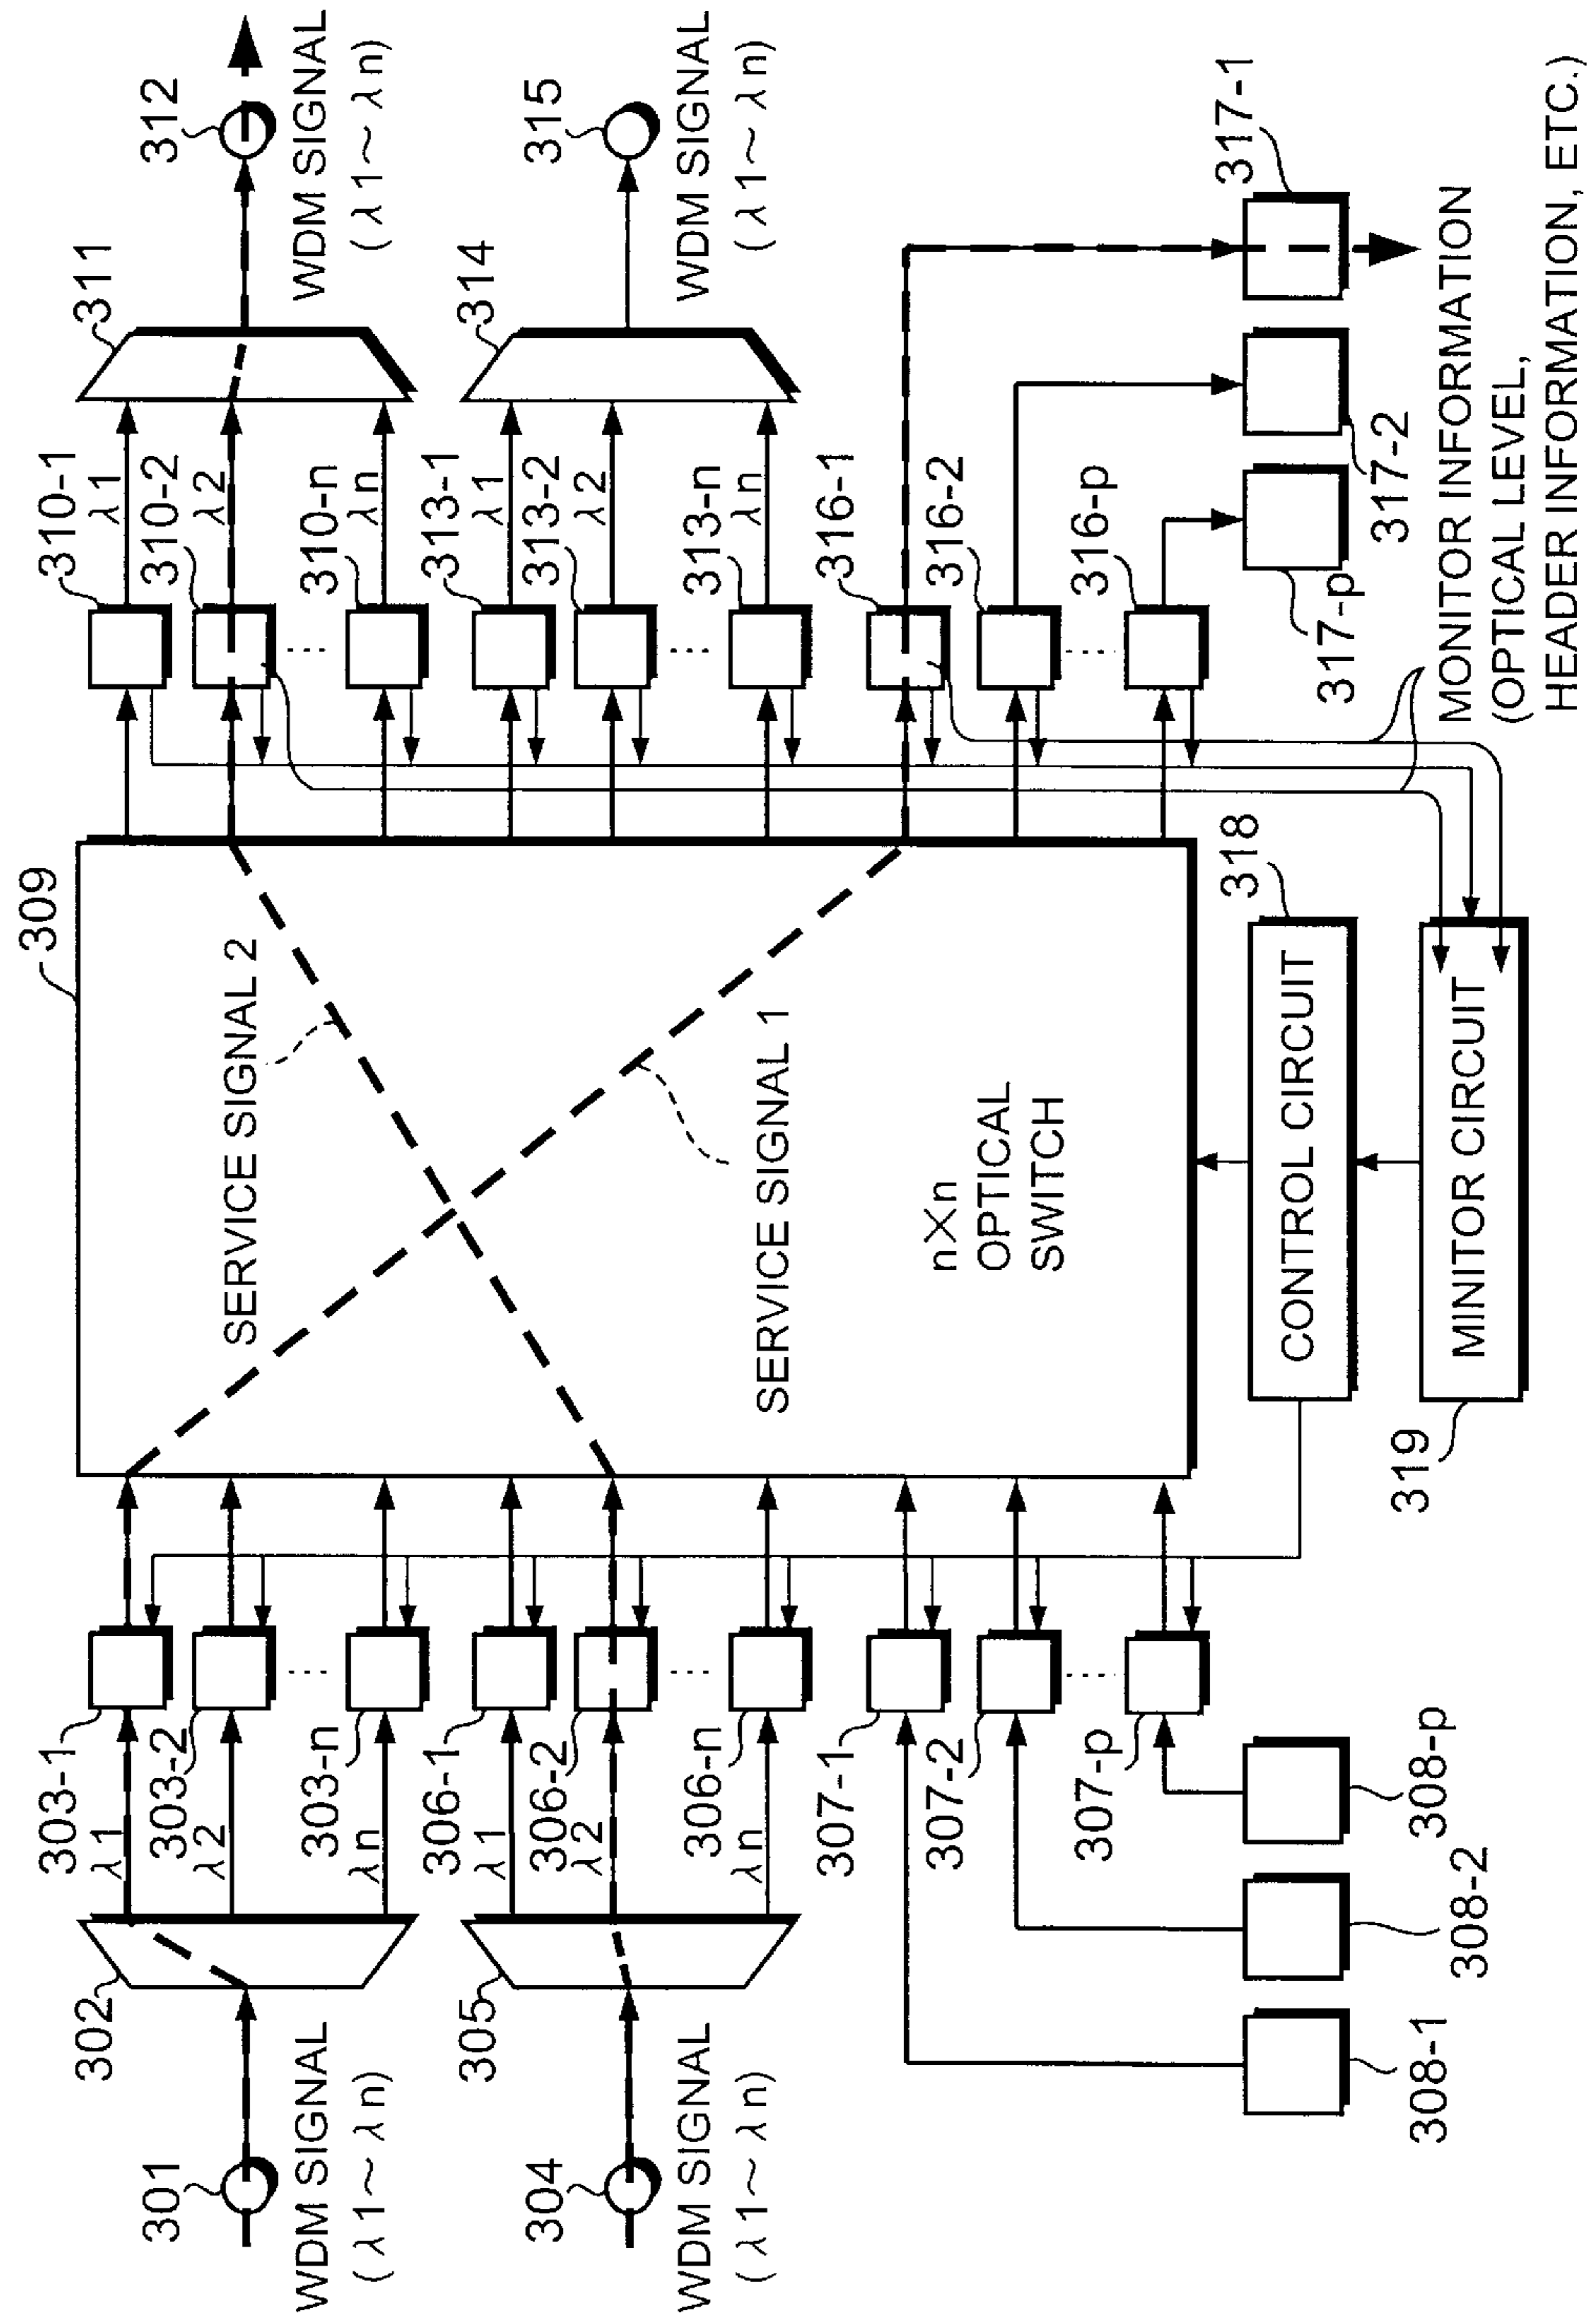 301
WDM SIGNAL
(λ1~λn)
302
303-1
λ1
303-2
λ2
303-n
λn
304
WDM SIGNAL
(λ1~λn)
305
306-1
λ1
306-2
λ2
306-n
λn
307-1
307-2
307-p
308-1
308-2
308-p
309
SERVICE SIGNAL 2
SERVICE SIGNAL 1
n×n
OPTICAL
SWITCH
318
CONTROL CIRCUIT
319
MINITOR CIRCUIT
310-1
λ1
310-2
λ2
310-n
λn
311
312
WDM SIGNAL
(λ1~λn)
313-1
λ1
313-2
λ2
313-n
λn
314
315
WDM SIGNAL
(λ1~λn)
316-1
316-2
316-p
317-1
317-2
317-p
MONITOR INFORMATION
(OPTICAL LEVEL,
HEADER INFORMATION, ETC.)